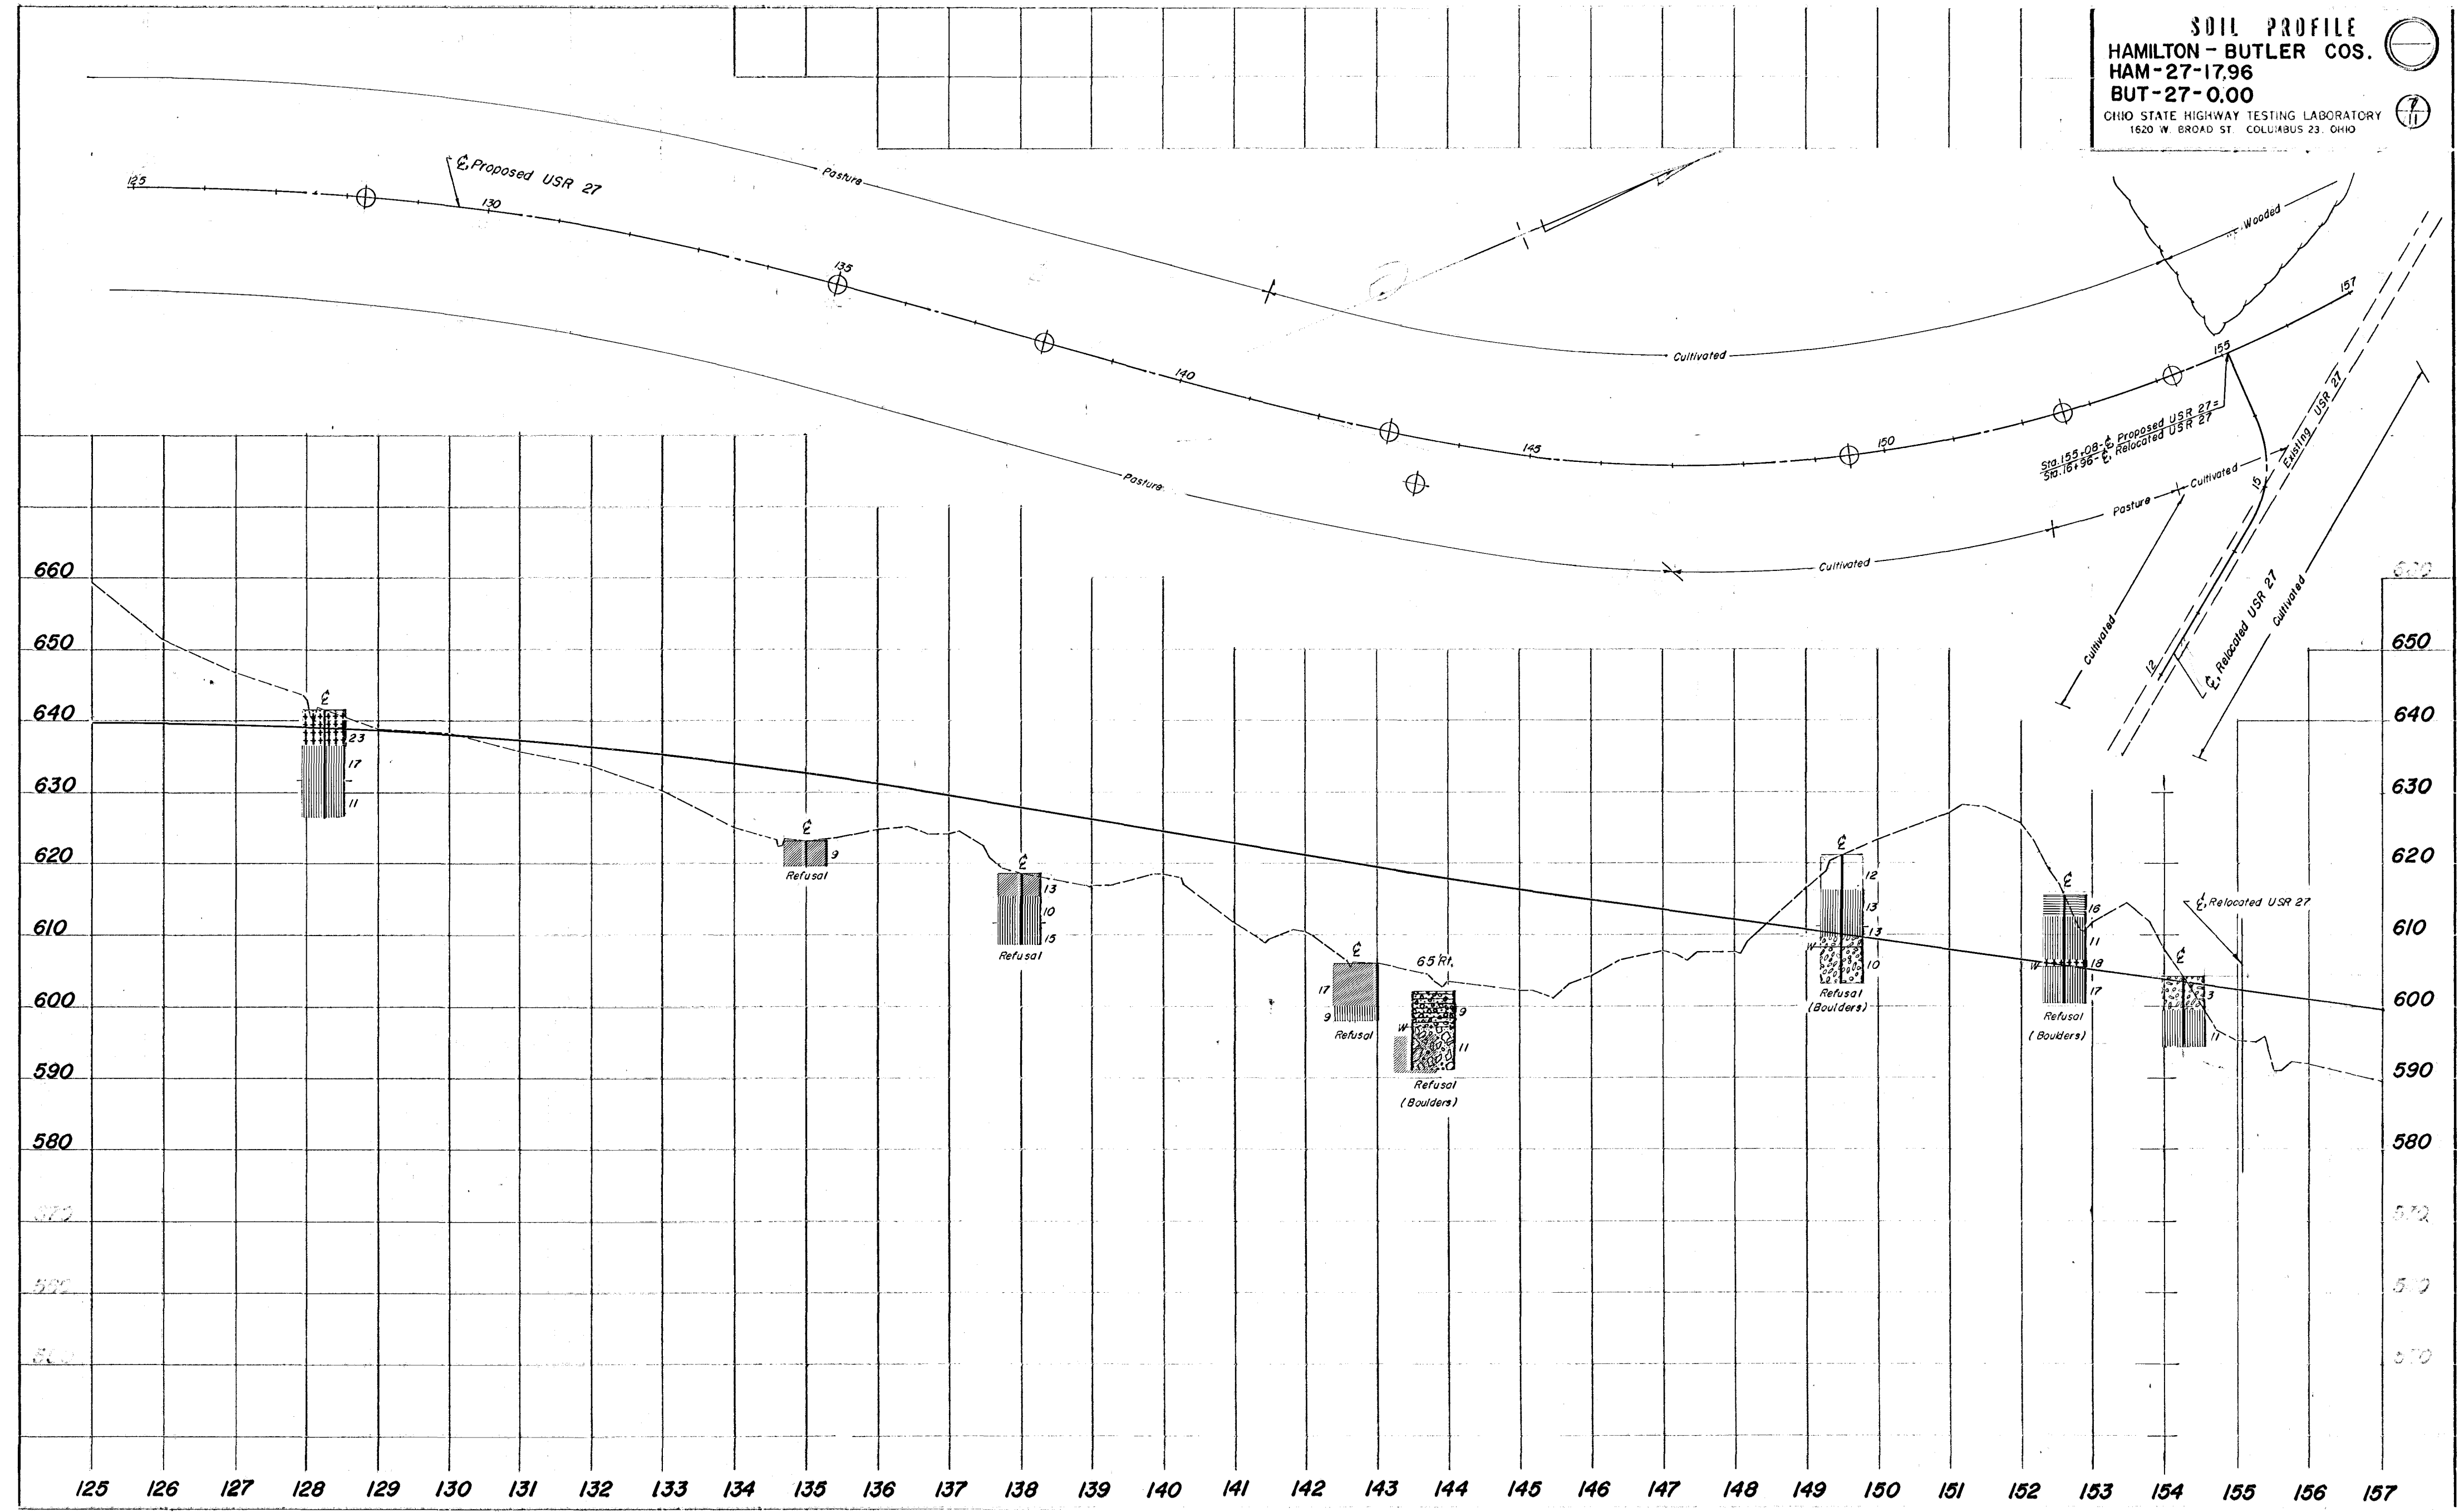 SOIL PROFILE
HAMILTON - BUTLER COS.
HAM-27-17.96
BUT-27-0.00
OHIO STATE HIGHWAY TESTING LABORATORY
1620 W. BROAD ST. COLUMBUS 23, OHIO
7
11
125
℄ Proposed USR 27
130
Pasture
135
140
145
150
155
157
Wooded
Cultivated
Sta. 155+08-℄ Proposed USR 27=
Sta. 16+96-℄ Relocated USR 27
Existing USR 27
Pasture
Cultivated
Pasture
Cultivated
15
12
Cultivated
℄ Relocated USR 27
Cultivated
660
650
650
640
640
630
630
620
620
610
610
600
600
590
590
580
580
℄
23
17
11
℄
9
Refusal
℄
13
10
15
Refusal
℄
17
9
Refusal
65' Rt.
9
W
11
Refusal
(Boulders)
℄
12
13
13
W
10
Refusal
(Boulders)
℄
16
11
18
W
17
Refusal
(Boulders)
℄
3
11
℄ Relocated USR 27
125 126 127 128 129 130 131 132 133 134 135 136 137 138 139 140 141 142 143 144 145 146 147 148 149 150 151 152 153 154 155 156 157